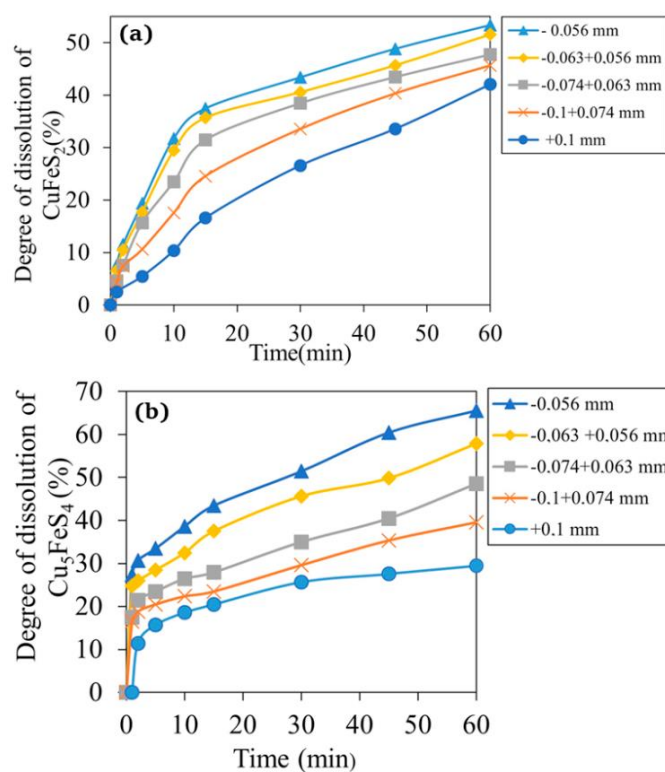 (a)
Degree of dissolution of
CuFeS₂(%)
50
40
30
20
10
0
0 10 20 30 40 50 60
Time(min)
- 0.056 mm
-0.063+0.056 mm
-0.074+0.063 mm
-0.1+0.074 mm
+0.1 mm
(b)
Degree of dissolution of
Cu₅FeS₄ (%)
70
60
50
40
30
20
10
0
0 10 20 30 40 50 60
Time (min)
-0.056 mm
-0.063 +0.056 mm
-0.074+0.063 mm
-0.1+0.074 mm
+0.1 mm